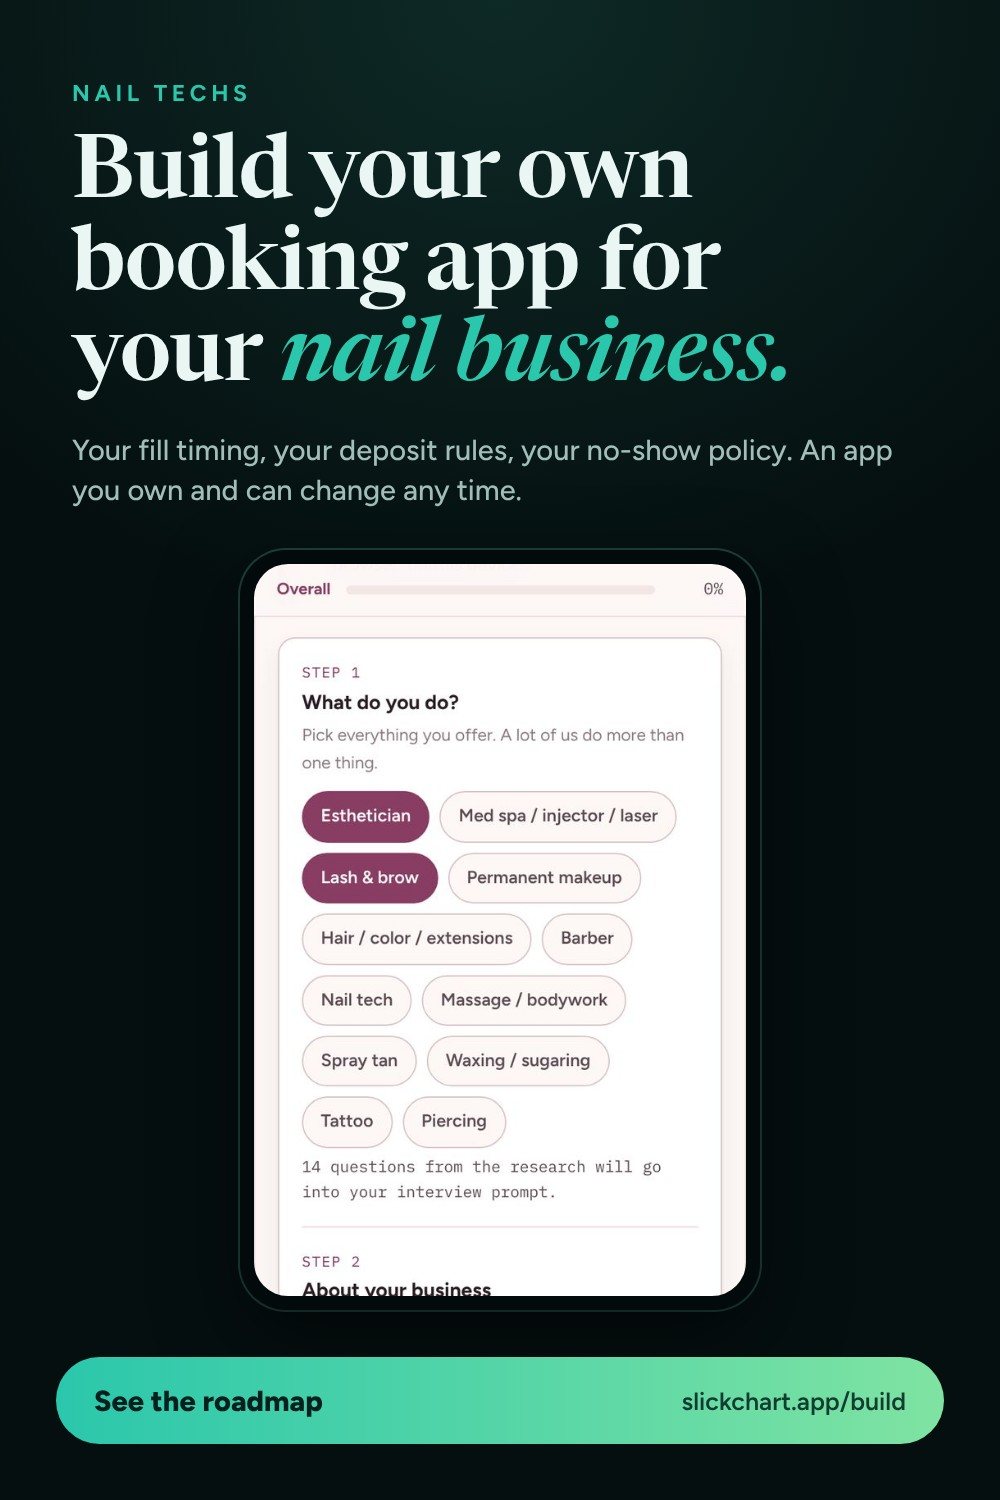 NAIL TECHS
Build your own
booking app for
your nail business.
Your fill timing, your deposit rules, your no-show policy. An app
you own and can change any time.
Overall 0%
STEP 1
What do you do?
Pick everything you offer. A lot of us do more than
one thing.
Esthetician Med spa / injector / laser
Lash & brow Permanent makeup
Hair / color / extensions Barber
Nail tech Massage / bodywork
Spray tan Waxing / sugaring
Tattoo Piercing
14 questions from the research will go
into your interview prompt.
STEP 2
About your business
See the roadmap slickchart.app/build